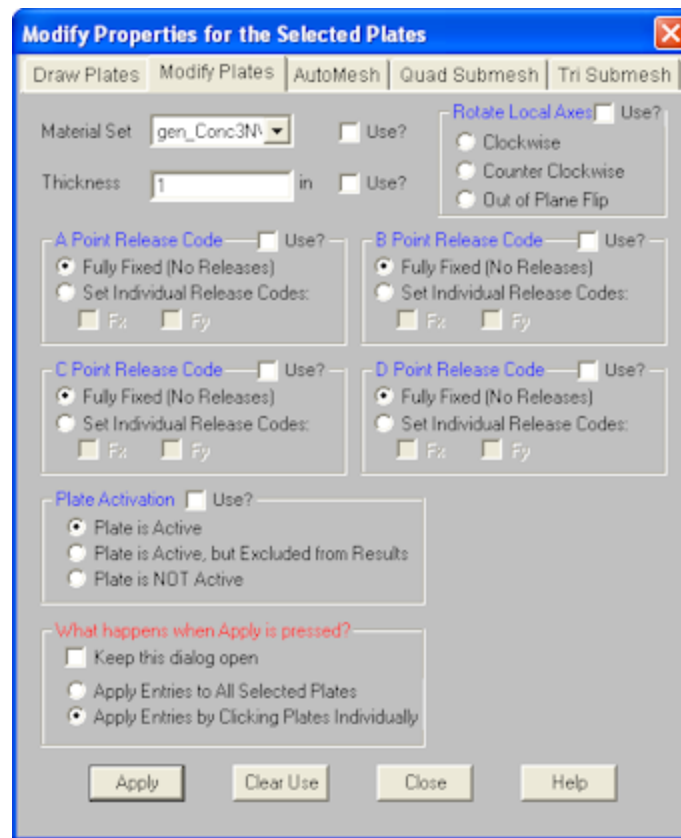 Modify Properties for the Selected Plates
Draw Plates Modify Plates AutoMesh Quad Submesh Tri Submesh
Material Set gen_Conc3N Use?
Thickness 1 in Use?
Rotate Local Axes Use?
Clockwise
Counter Clockwise
Out of Plane Flip
A Point Release Code Use?
Fully Fixed (No Releases)
Set Individual Release Codes:
Fx Fy
B Point Release Code Use?
Fully Fixed (No Releases)
Set Individual Release Codes:
Fx Fy
C Point Release Code Use?
Fully Fixed (No Releases)
Set Individual Release Codes:
Fx Fy
D Point Release Code Use?
Fully Fixed (No Releases)
Set Individual Release Codes:
Fx Fy
Plate Activation Use?
Plate is Active
Plate is Active, but Excluded from Results
Plate is NOT Active
What happens when Apply is pressed?
Keep this dialog open
Apply Entries to All Selected Plates
Apply Entries by Clicking Plates Individually
Apply Clear Use Close Help